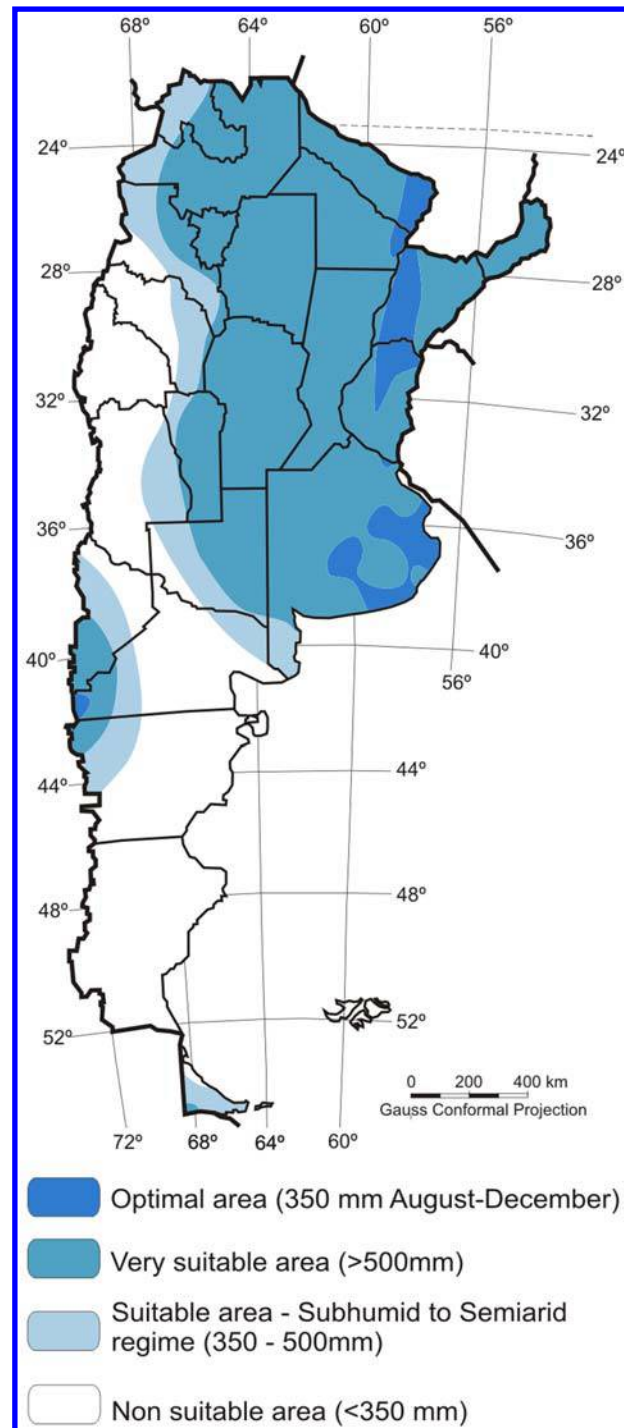 68º 64º 60º 56º
24º 24º
28º 28º
32º 32º
36º 36º
40º 40º
56º
44º 44º
48º 48º
52º 52º
0 200 400 km
Gauss Conformal Projection
72º 68º 64º 60º
Optimal area (350 mm August-December)
Very suitable area (>500mm)
Suitable area - Subhumid to Semiarid
regime (350 - 500mm)
Non suitable area (<350 mm)